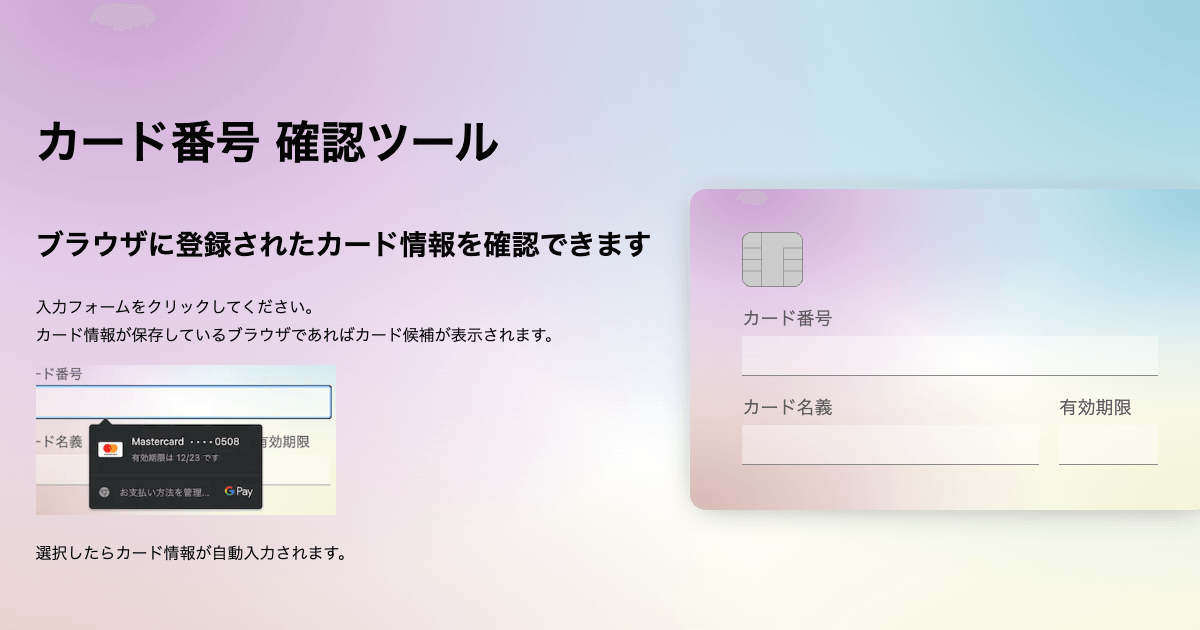 カード番号 確認ツール
ブラウザに登録されたカード情報を確認できます
入力フォームをクリックしてください。
カード情報が保存しているブラウザであればカード候補が表示されます。
ード番号
ード名義
有効期限
Mastercard ····0508
有効期限は 12/23 です
お支払い方法を管理...
G Pay
選択したらカード情報が自動入力されます。
カード番号
カード名義
有効期限